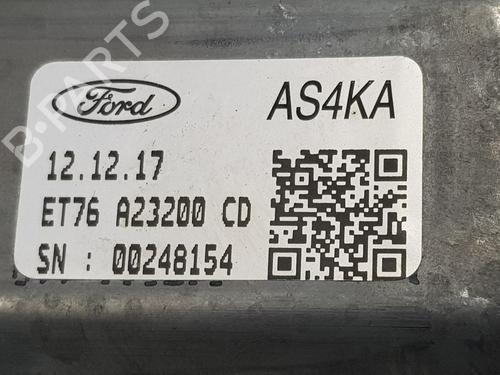 B-PARTS
Ford
AS4KA
12.12.17
ET76 A23200 CD
SN : 00248154